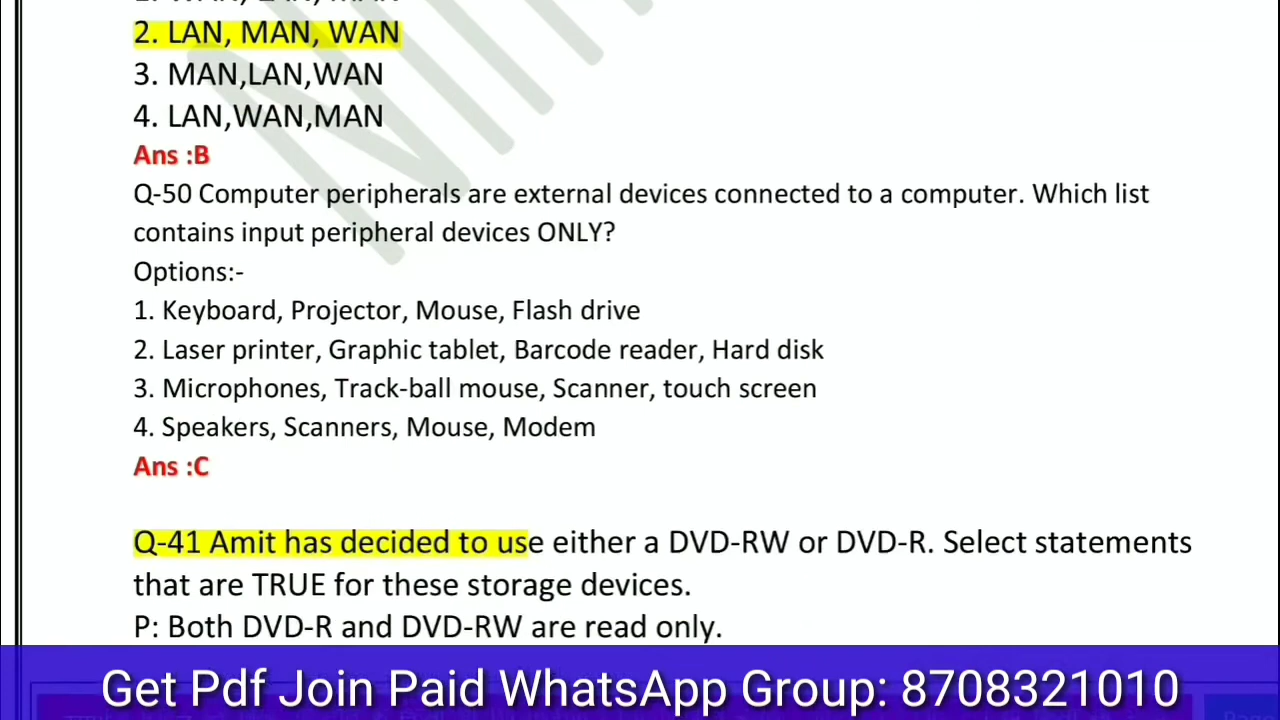 2. LAN, MAN, WAN
3. MAN,LAN,WAN
4. LAN,WAN,MAN
Ans :B
Q-50 Computer peripherals are external devices connected to a computer. Which list
contains input peripheral devices ONLY?
Options:-
1. Keyboard, Projector, Mouse, Flash drive
2. Laser printer, Graphic tablet, Barcode reader, Hard disk
3. Microphones, Track-ball mouse, Scanner, touch screen
4. Speakers, Scanners, Mouse, Modem
Ans :C
Q-41 Amit has decided to use either a DVD-RW or DVD-R. Select statements
that are TRUE for these storage devices.
P: Both DVD-R and DVD-RW are read only.
Get Pdf Join Paid WhatsApp Group: 8708321010